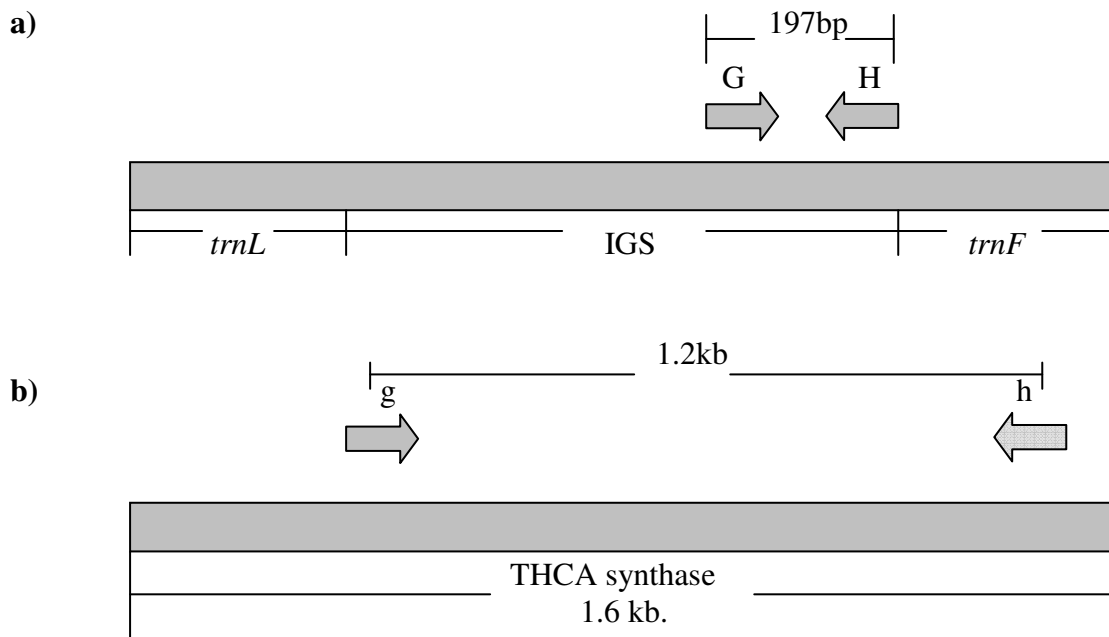 a)
197bp
G H
trnL IGS trnF
1.2kb
b)
g h
THCA synthase
1.6 kb.